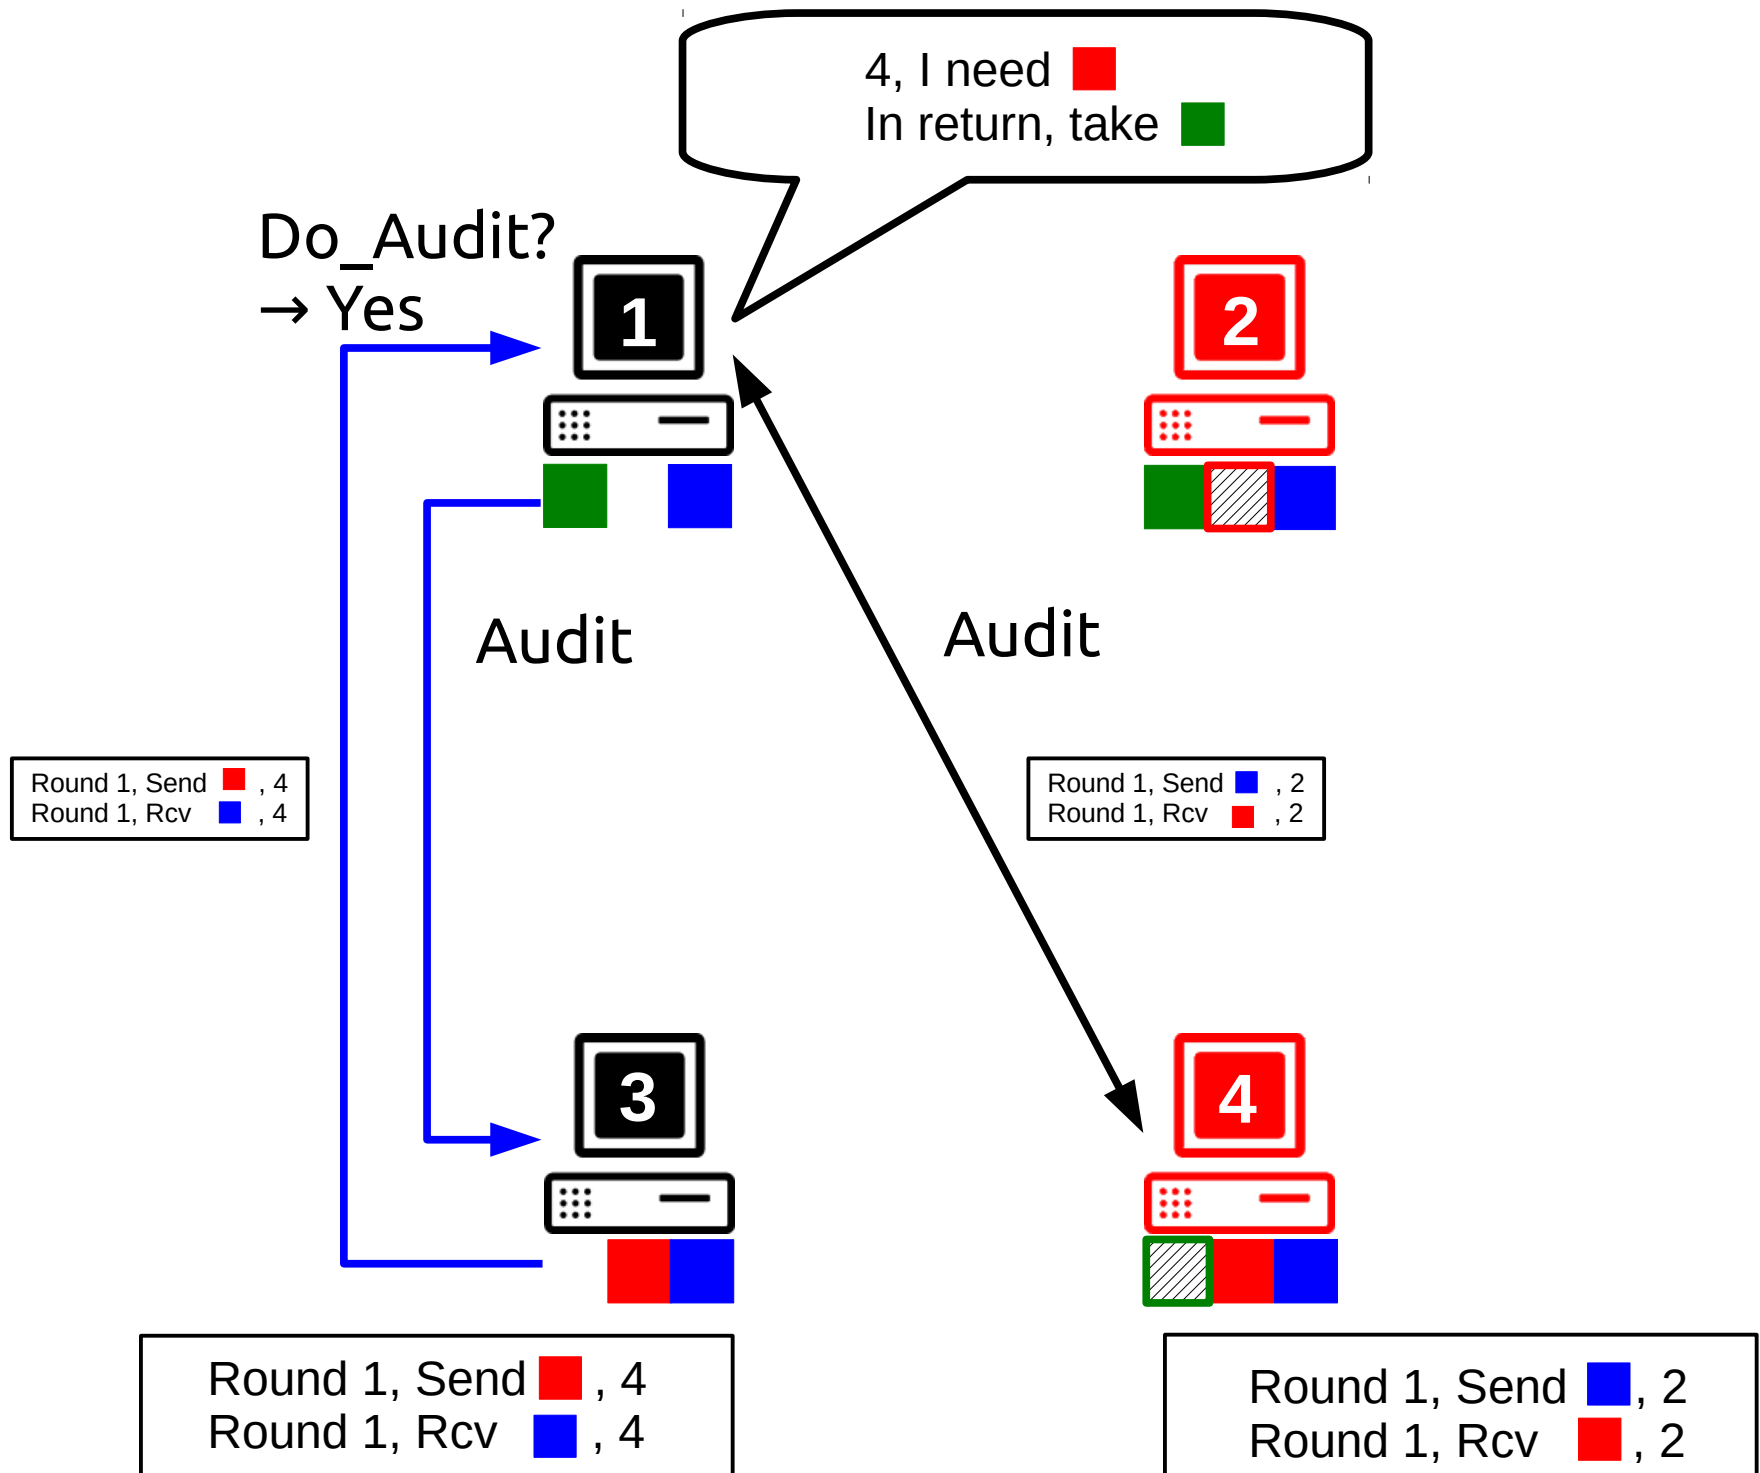 4, I need
In return, take
Do_Audit?
→ Yes
1
2
Audit
Audit
Round 1, Send , 4
Round 1, Rcv , 4
Round 1, Send , 2
Round 1, Rcv , 2
3
4
Round 1, Send , 4
Round 1, Rcv , 4
Round 1, Send , 2
Round 1, Rcv , 2